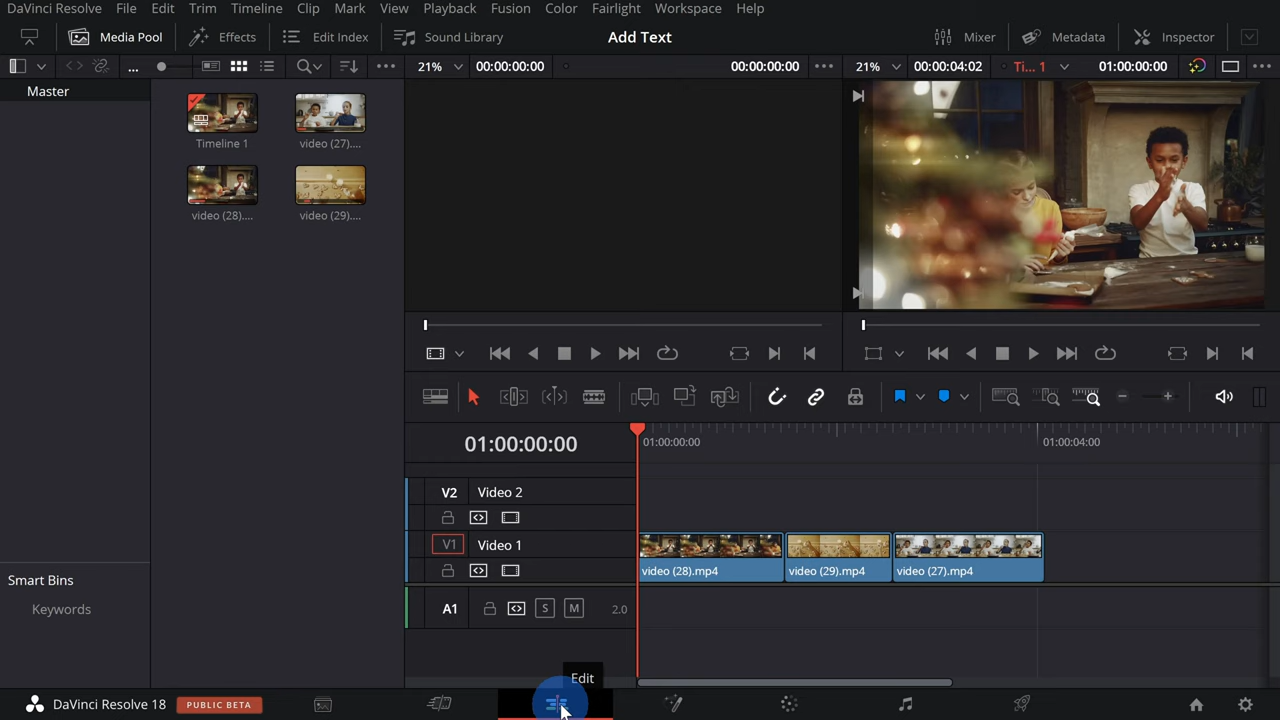 DaVinci Resolve File Edit Trim Timeline Clip Mark View Playback Fusion Color Fairlight Workspace Help
Media Pool Effects Edit Index Sound Library Add Text Mixer Metadata Inspector
... 21% 00:00:00:00 00:00:00:00 ... 21% 00:00:04:02 Ti... 1 01:00:00:00 ...
Master
Timeline 1 video (27)....
video (28).... video (29)....
01:00:00:00 01:00:00:00 01:00:04:00
V2 Video 2
V1 Video 1
video (28).mp4 video (29).mp4 video (27).mp4
Smart Bins
Keywords
A1 S M 2.0
Edit
DaVinci Resolve 18 PUBLIC BETA